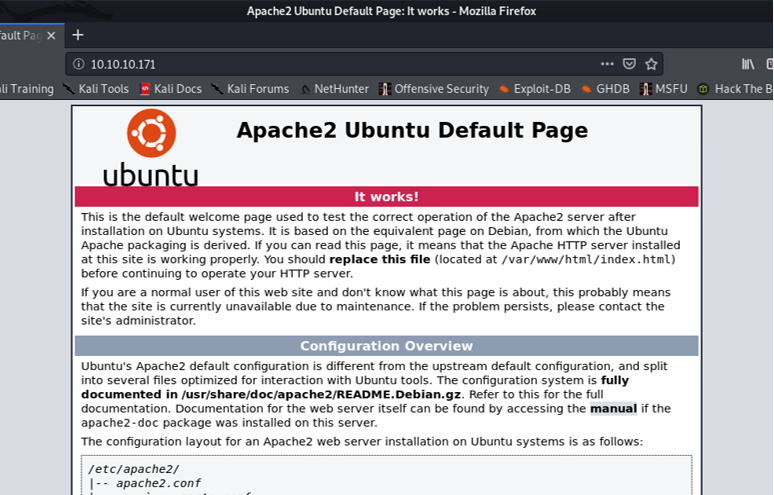 Apache2 Ubuntu Default Page: It works - Mozilla Firefox
10.10.10.171
Kali Tools Kali Docs Kali Forums NetHunter Offensive Security Exploit-DB GHDB MSFU
Apache2 Ubuntu Default Page
ubuntu
It works!
This is the default welcome page used to test the correct operation of the Apache2 server after
installation on Ubuntu systems. It is based on the equivalent page on Debian, from which the Ubuntu
Apache packaging is derived. If you can read this page, it means that the Apache HTTP server installed
at this site is working properly. You should replace this file (located at /var/www/html/index.html)
before continuing to operate your HTTP server.
If you are a normal user of this web site and don't know what this page is about, this probably means
that the site is currently unavailable due to maintenance. If the problem persists, please contact the
site's administrator.
Configuration Overview
Ubuntu's Apache2 default configuration is different from the upstream default configuration, and split
into several files optimized for interaction with Ubuntu tools. The configuration system is fully
documented in /usr/share/doc/apache2/README.Debian.gz. Refer to this for the full
documentation. Documentation for the web server itself can be found by accessing the manual if the
apache2-doc package was installed on this server.
The configuration layout for an Apache2 web server installation on Ubuntu systems is as follows:
/etc/apache2/
|-- apache2.conf